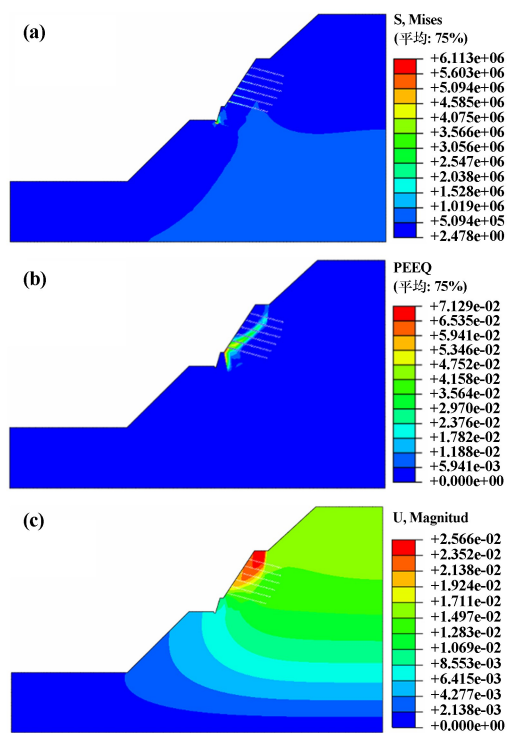 (a)
S, Mises
(平均: 75%)
+6.113e+06
+5.603e+06
+5.094e+06
+4.585e+06
+4.075e+06
+3.566e+06
+3.056e+06
+2.547e+06
+2.038e+06
+1.528e+06
+1.019e+06
+5.094e+05
+2.478e+00
(b)
PEEQ
(平均: 75%)
+7.129e-02
+6.535e-02
+5.941e-02
+5.346e-02
+4.752e-02
+4.158e-02
+3.564e-02
+2.970e-02
+2.376e-02
+1.782e-02
+1.188e-02
+5.941e-03
+0.000e+00
(c)
U, Magnitud
+2.566e-02
+2.352e-02
+2.138e-02
+1.924e-02
+1.711e-02
+1.497e-02
+1.283e-02
+1.069e-02
+8.553e-03
+6.415e-03
+4.277e-03
+2.138e-03
+0.000e+00